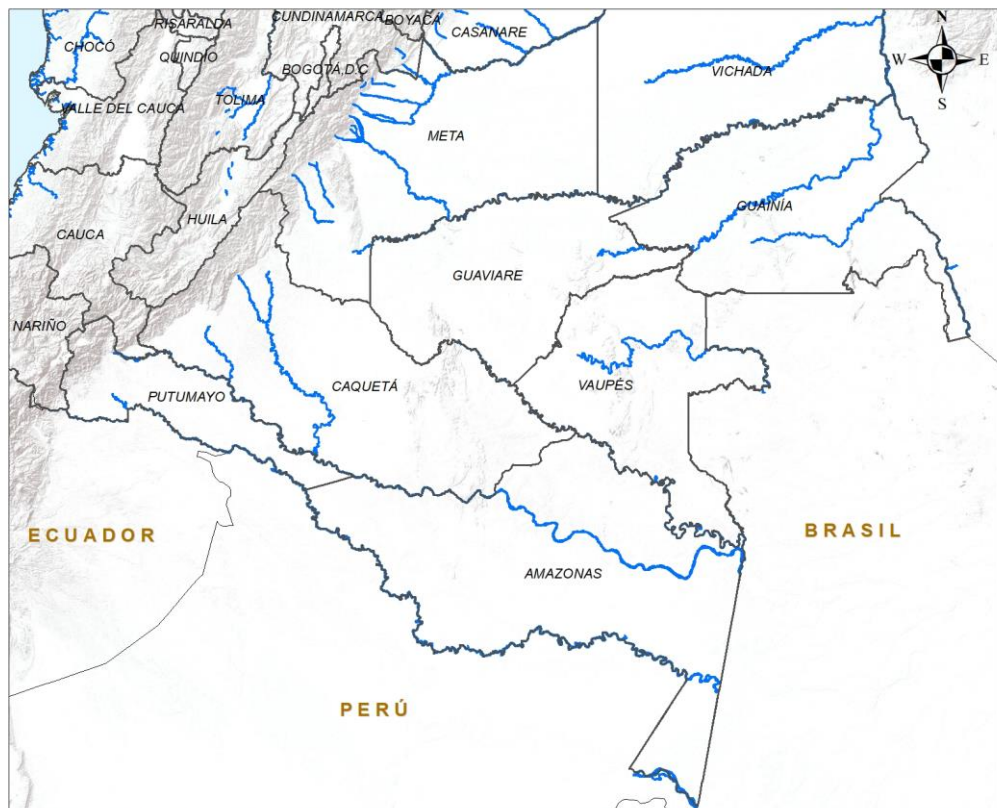 CUNDINAMARCA
BOYACÁ
RISARALDA
CASANARE
N
CHOCÓ
QUINDIO
BOGOTÁ,D.C
VICHADA
W
E
S
VALLE DEL CAUCA
TOLIMA
META
HUILA
GUAINÍA
CAUCA
GUAVIARE
NARIÑO
CAQUETÁ
VAUPÉS
PUTUMAYO
ECUADOR
BRASIL
AMAZONAS
PERÚ